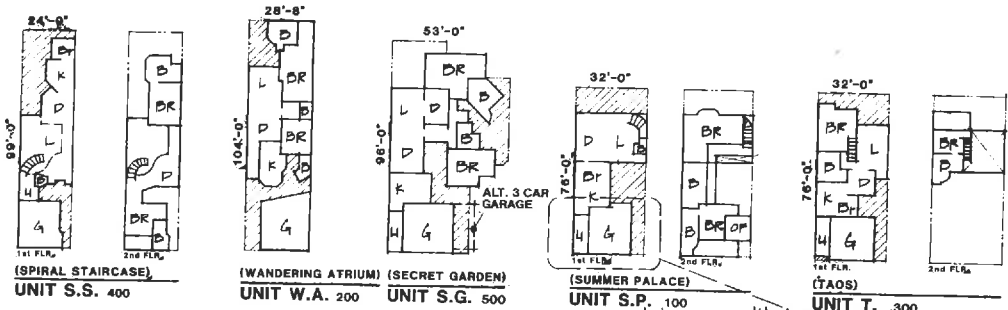 24'-0"
99'-0"
Br
K
D
L
B
W
G
1st FLR.
B
BR
D
BR
B
2nd FLR.
(SPIRAL STAIRCASE)
UNIT S.S. 400
28'-8"
104'-0"
B
L
BR
B
D
BR
K
B
G
(WANDERING ATRIUM)
UNIT W.A. 200
53'-0"
96'-0"
BR
L
D
B
B
D
BR
K
W
G
ALT. 3 CAR
GARAGE
(SECRET GARDEN)
UNIT S.G. 500
32'-0"
76'-0"
D
L
B
Br
K
W
G
1st FLR.
BR
B
BR
OF
B
2nd FLR.
(SUMMER PALACE)
UNIT S.P. 100
32'-0"
76'-0"
BR
L
B
D
K
Br
G
1st FLR.
BR
B
2nd FLR.
(TAOS)
UNIT T. 300